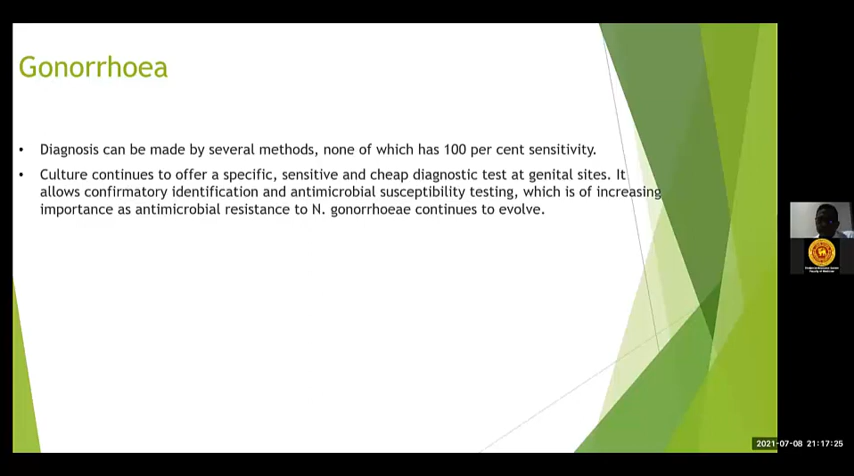 Gonorrhoea
• Diagnosis can be made by several methods, none of which has 100 per cent sensitivity.
• Culture continues to offer a specific, sensitive and cheap diagnostic test at genital sites. It
allows confirmatory identification and antimicrobial susceptibility testing, which is of increasing
importance as antimicrobial resistance to N. gonorrhoeae continues to evolve.
2021-07-08 21:17:25